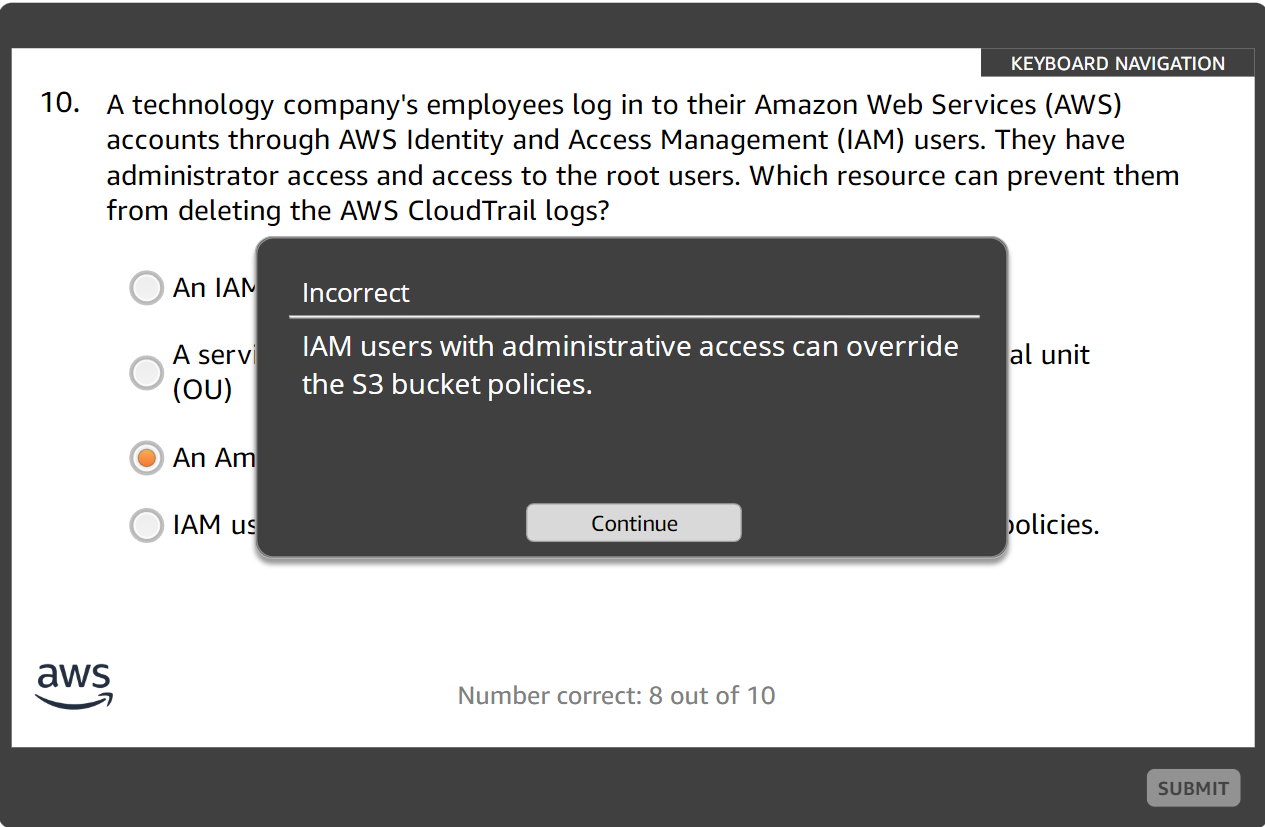 KEYBOARD NAVIGATION
10. A technology company's employees log in to their Amazon Web Services (AWS)
accounts through AWS Identity and Access Management (IAM) users. They have
administrator access and access to the root users. Which resource can prevent them
from deleting the AWS CloudTrail logs?
An IAM
A servi al unit
(OU)
An Am
IAM us policies.
Incorrect
IAM users with administrative access can override
the S3 bucket policies.
Continue
aws
Number correct: 8 out of 10
SUBMIT